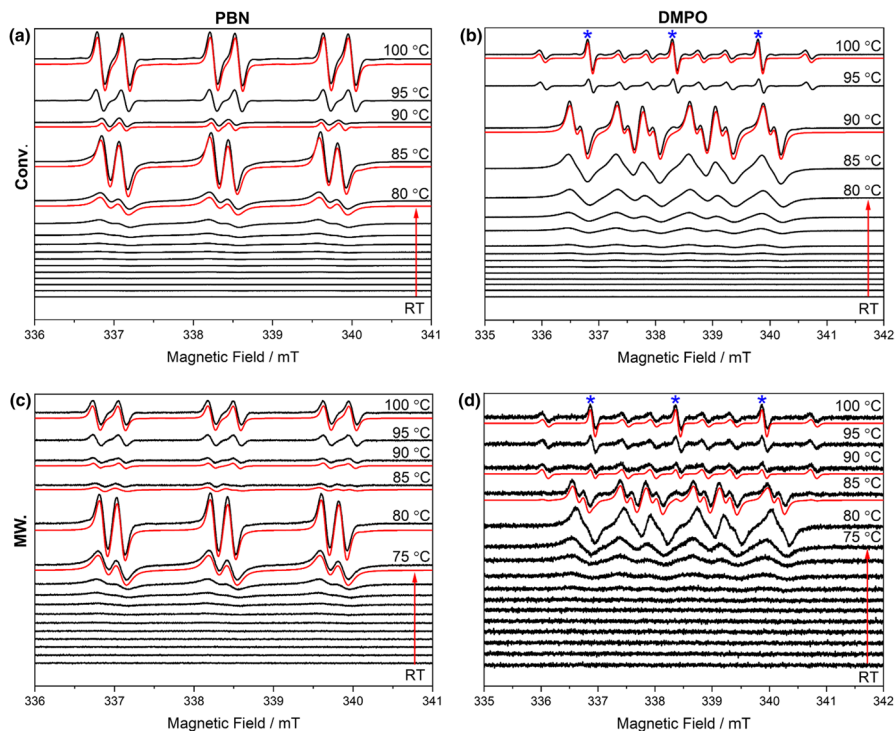 PBN
DMPO
(a)
100 °C
95 °C
90 °C
85 °C
80 °C
RT
Conv.
336 337 338 339 340 341
Magnetic Field / mT
(b)
* * *
100 °C
95 °C
90 °C
85 °C
80 °C
RT
335 336 337 338 339 340 341 342
Magnetic Field / mT
(c)
100 °C
95 °C
90 °C
85 °C
80 °C
75 °C
RT
MW.
336 337 338 339 340 341
Magnetic Field / mT
(d)
* * *
100 °C
95 °C
90 °C
85 °C
80 °C
75 °C
RT
335 336 337 338 339 340 341 342
Magnetic Field / mT